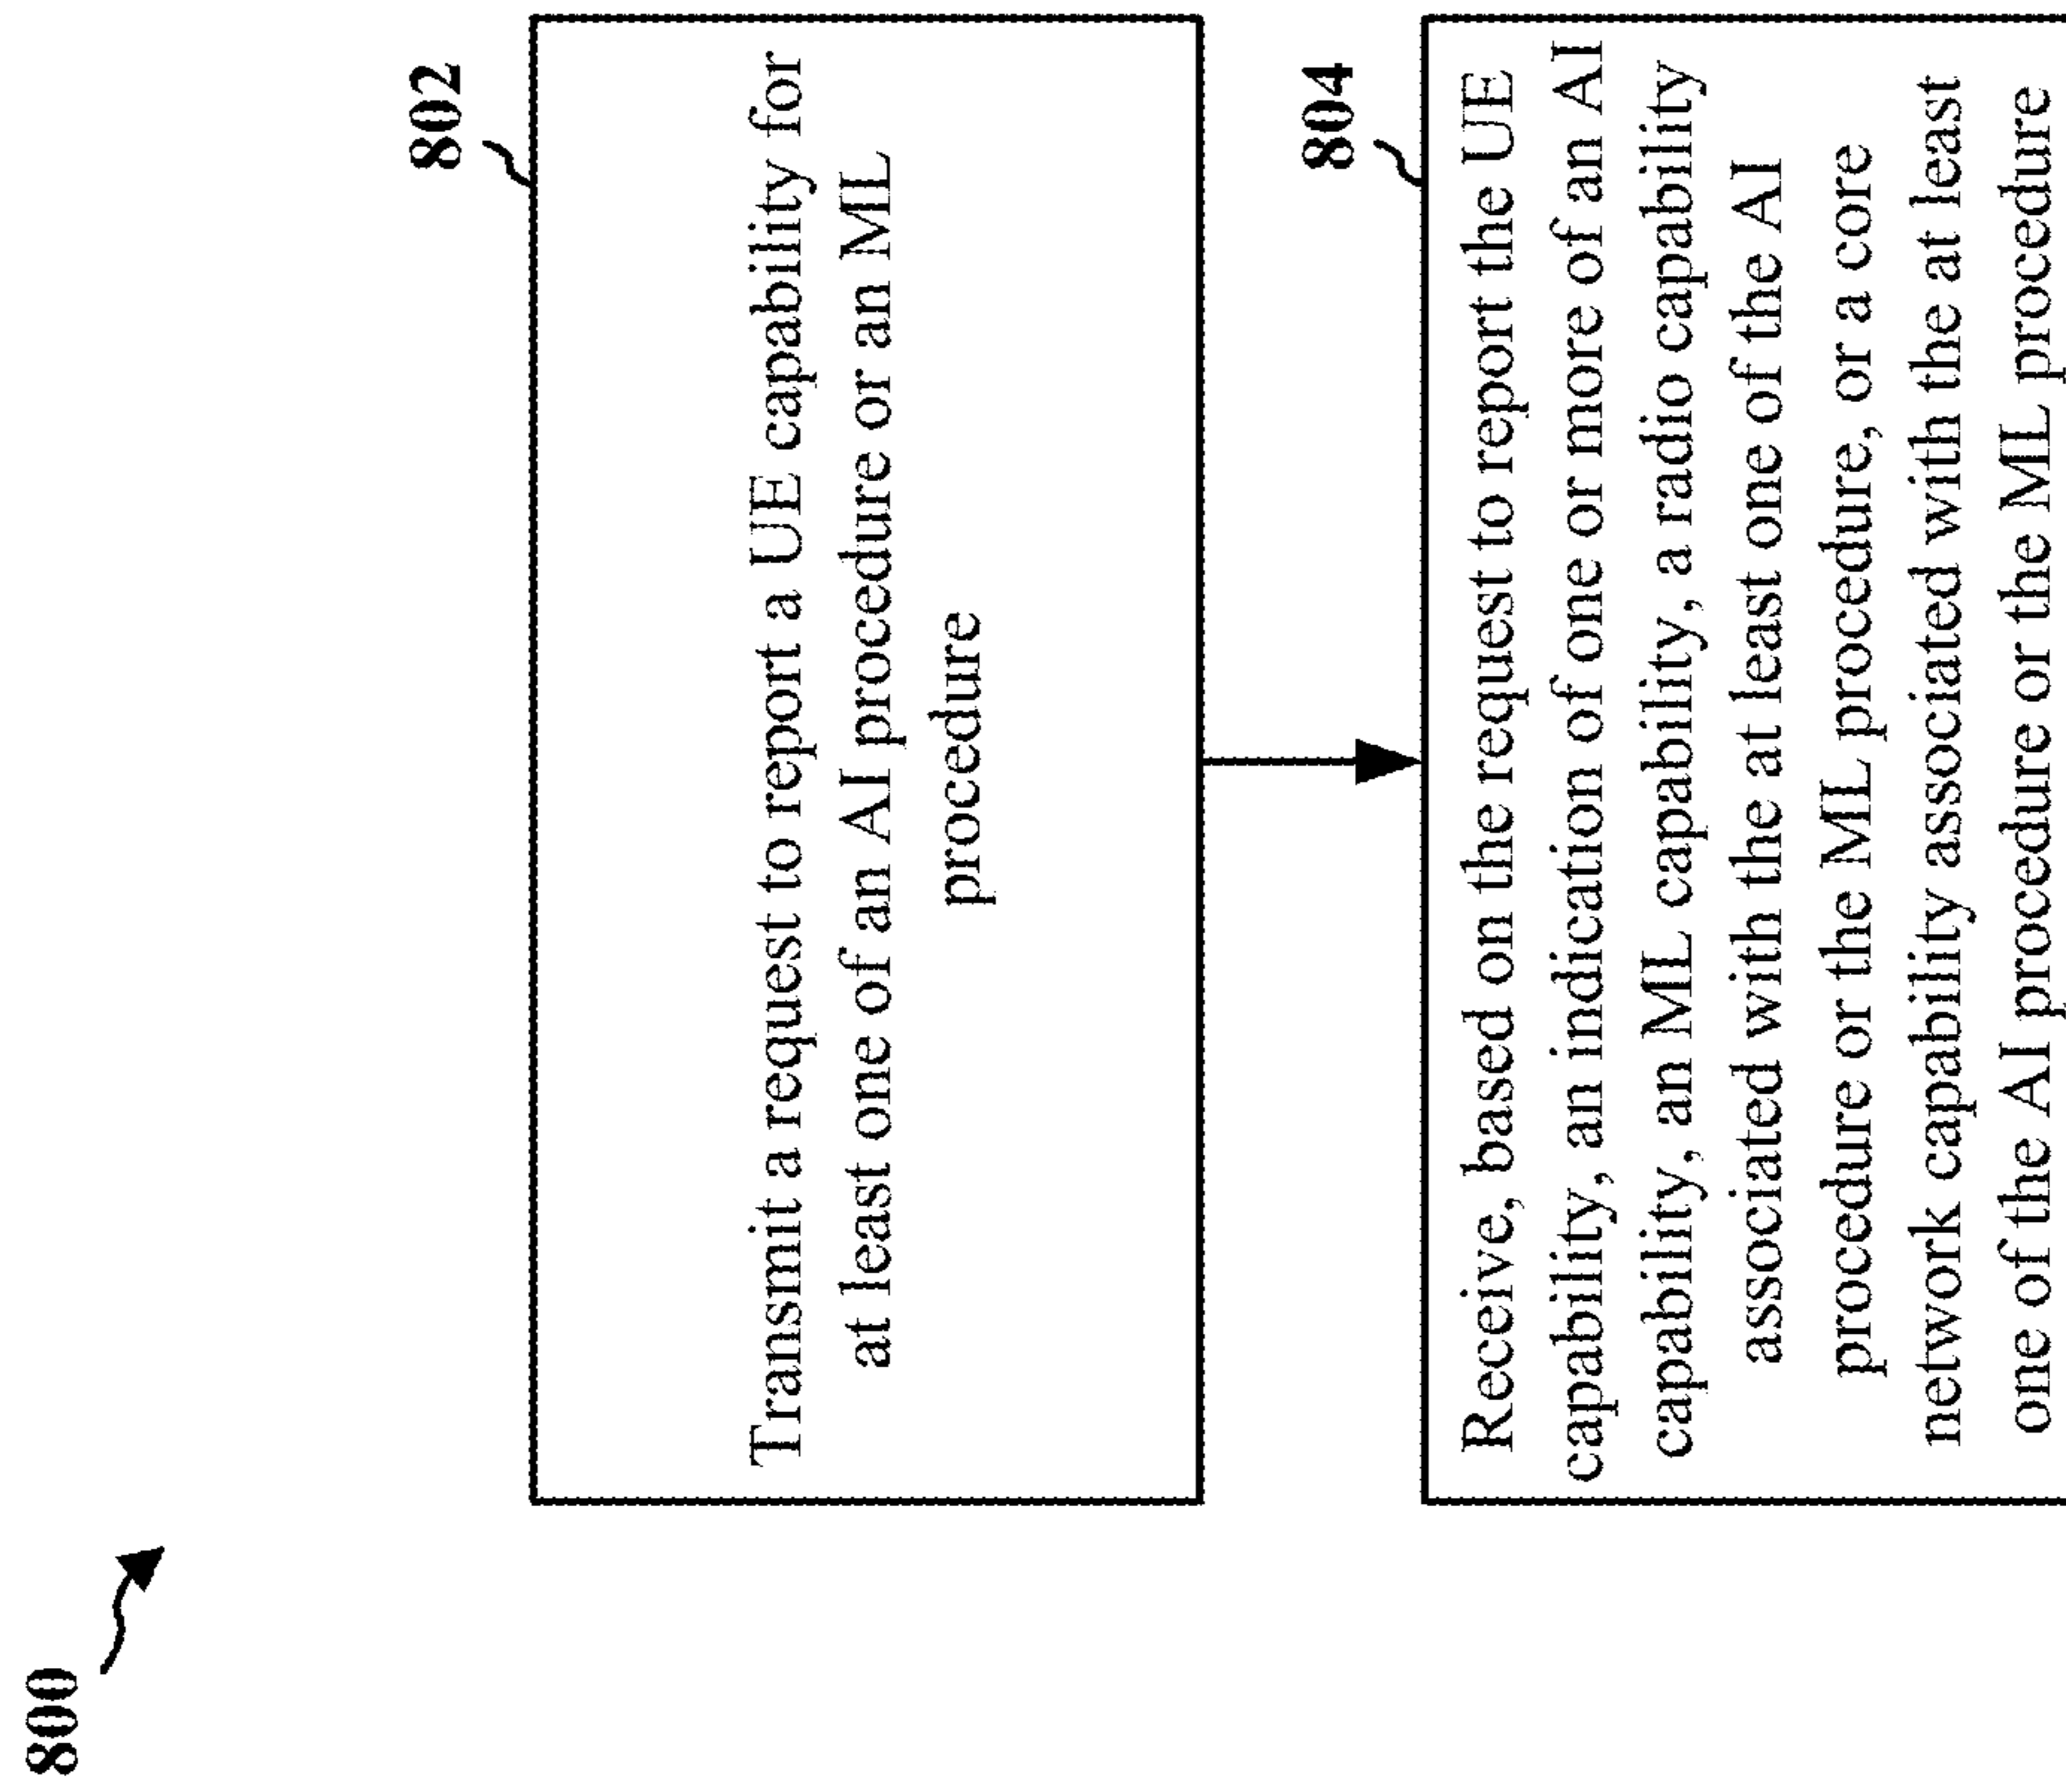 800
802
Transmit a request to report a UE capability for
at least one of an AI procedure or an ML
procedure
804
Receive, based on the request to report the UE
capability, an indication of one or more of an AI
capability, an ML capability, a radio capability
associated with the at least one of the AI
procedure or the ML procedure, or a core
network capability associated with the at least
one of the AI procedure or the ML procedure